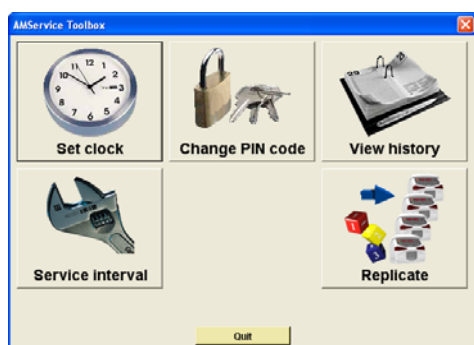 AMService Toolbox
Set clock
Change PIN code
View history
Service interval
Replicate
Quit